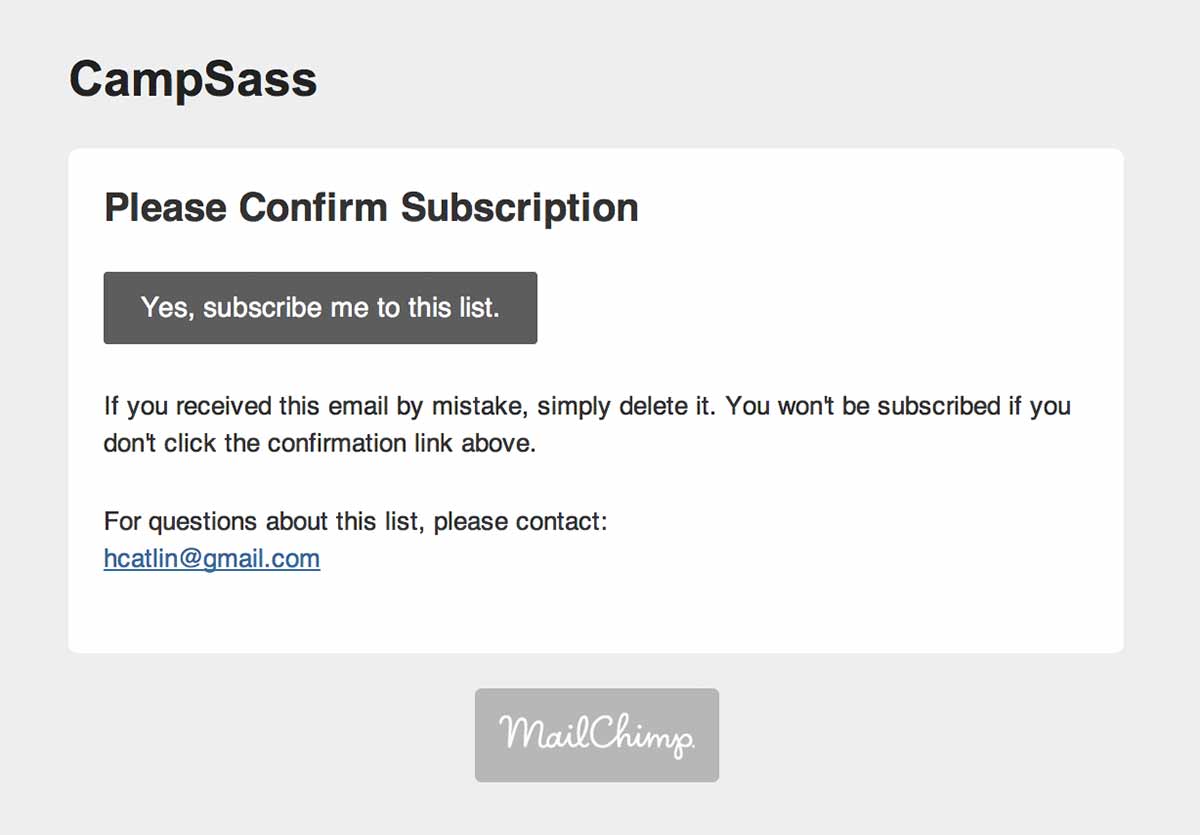 CampSass
Please Confirm Subscription
Yes, subscribe me to this list.
If you received this email by mistake, simply delete it. You won't be subscribed if you
don't click the confirmation link above.
For questions about this list, please contact:
hcatlin@gmail.com
MailChimp.